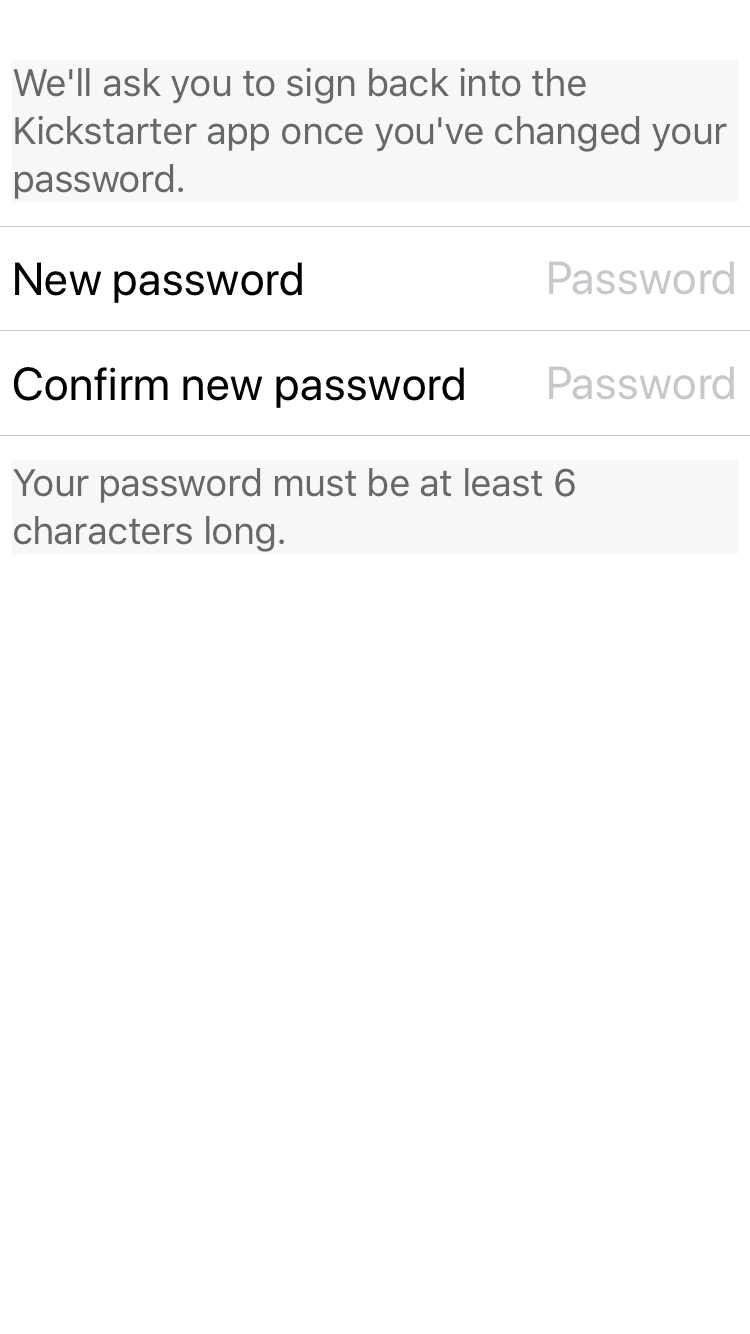 We'll ask you to sign back into the
Kickstarter app once you've changed your
password.
New password Password
Confirm new password Password
Your password must be at least 6
characters long.